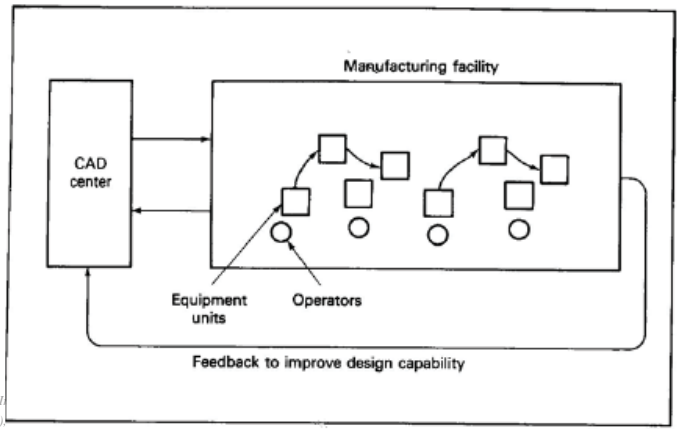 Manufacturing facility
CAD
center
Equipment
units
Operators
Feedback to improve design capability